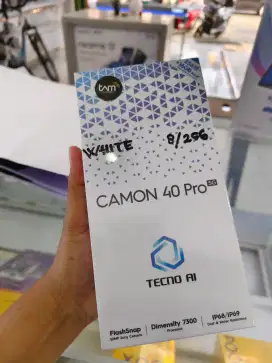 tam
WHITE 8/256
CAMON 40 Pro 5G
TECNO AI
FlashSnap
Dimensity 7300
IP68/IP69